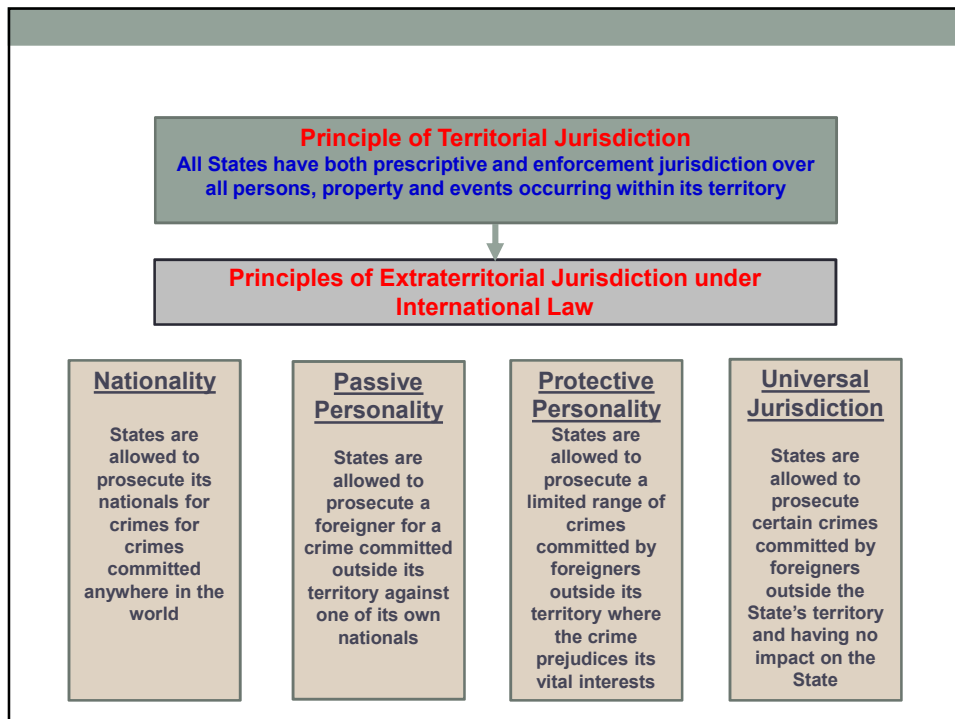 Principle of Territorial Jurisdiction
All States have both prescriptive and enforcement jurisdiction over
all persons, property and events occurring within its territory
Principles of Extraterritorial Jurisdiction under
International Law
Nationality
States are
allowed to
prosecute its
nationals for
crimes for
crimes
committed
anywhere in the
world
Passive
Personality
States are
allowed to
prosecute a
foreigner for a
crime committed
outside its
territory against
one of its own
nationals
Protective
Personality
States are
allowed to
prosecute a
limited range of
crimes
committed by
foreigners
outside its
territory where
the crime
prejudices its
vital interests
Universal
Jurisdiction
States are
allowed to
prosecute
certain crimes
committed by
foreigners
outside the
State’s territory
and having no
impact on the
State